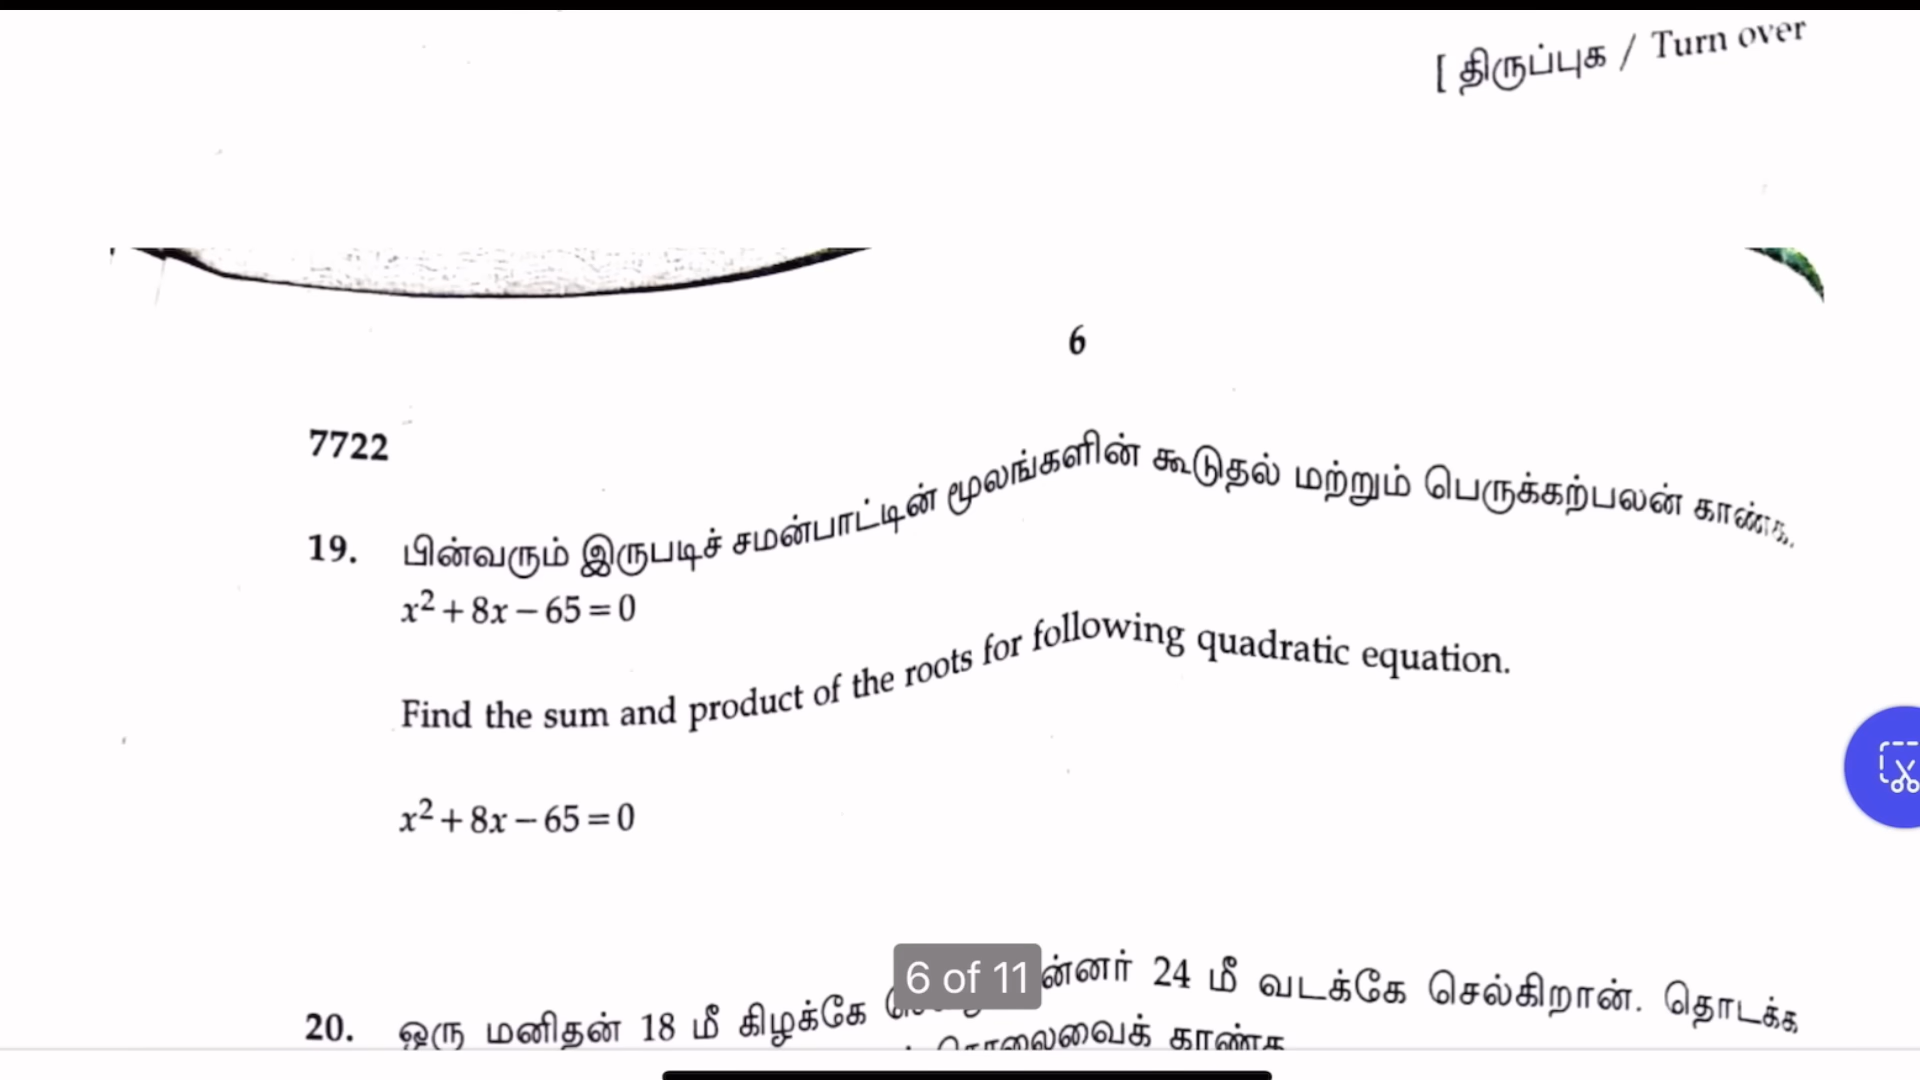 [ திருப்புக / Turn over
6
7722
19. பின்வரும் இருபடிச் சமன்பாட்டின் மூலங்களின் கூடுதல் மற்றும் பெருக்கற்பலன் காண்க.
x² + 8x − 65 = 0
Find the sum and product of the roots for following quadratic equation.
x² + 8x − 65 = 0
6 of 11
20. ஒரு மனிதன் 18 மீ கிழக்கே 24 மீ வடக்கே செல்கிறான். தொடக்க
காண்க